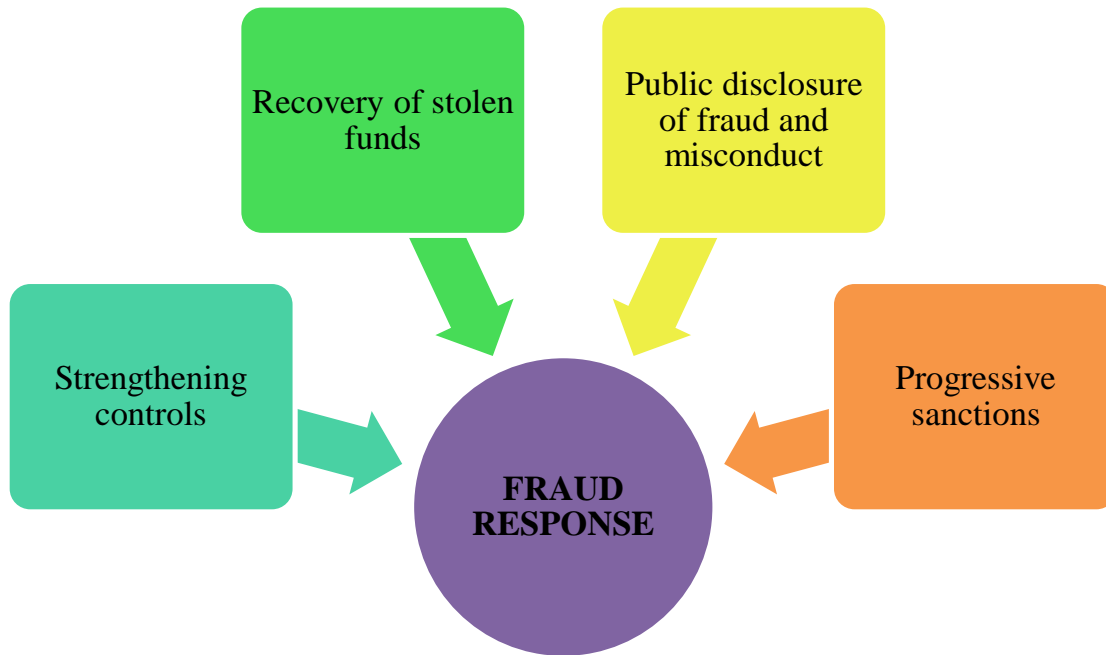 Recovery of stolen
funds
Public disclosure
of fraud and
misconduct
Strengthening
controls
Progressive
sanctions
FRAUD
RESPONSE